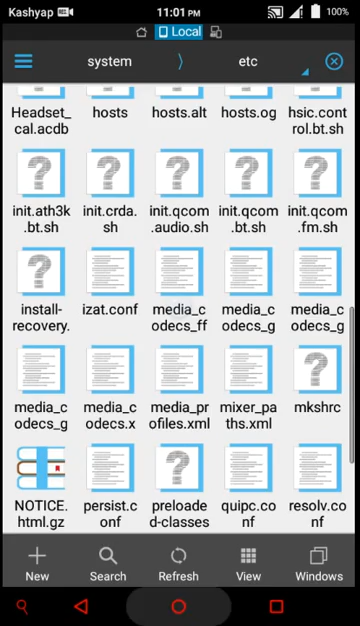 Kashyap REC 11:01 PM 100%
Local
system 〉 etc
Headset_ hosts hosts.alt hosts.og hsic.cont
cal.acdb rol.bt.sh
init.ath3k init.crda. init.qcom init.qcom init.qcom
.bt.sh sh .audio.sh .bt.sh .fm.sh
install- izat.conf media_c media_c media_c
recovery. odecs_ff odecs_g odecs_g
media_c media_c media_pr mixer_pa mkshrc
odecs_g odecs.x ofiles.xml ths.xml
NOTICE. persist.c preloade quipc.co resolv.co
html.gz onf d-classes nf nf
New Search Refresh View Windows